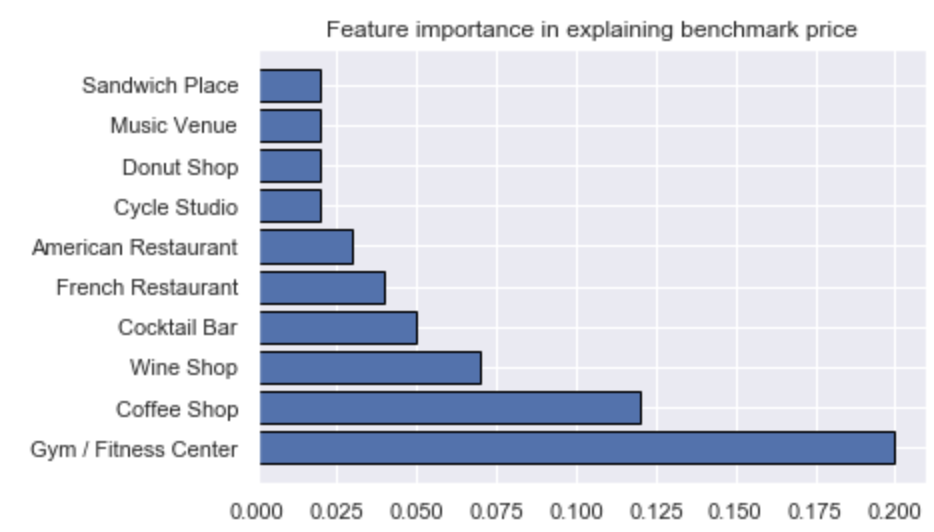 Feature importance in explaining benchmark price
Sandwich Place
Music Venue
Donut Shop
Cycle Studio
American Restaurant
French Restaurant
Cocktail Bar
Wine Shop
Coffee Shop
Gym / Fitness Center
0.000 0.025 0.050 0.075 0.100 0.125 0.150 0.175 0.200